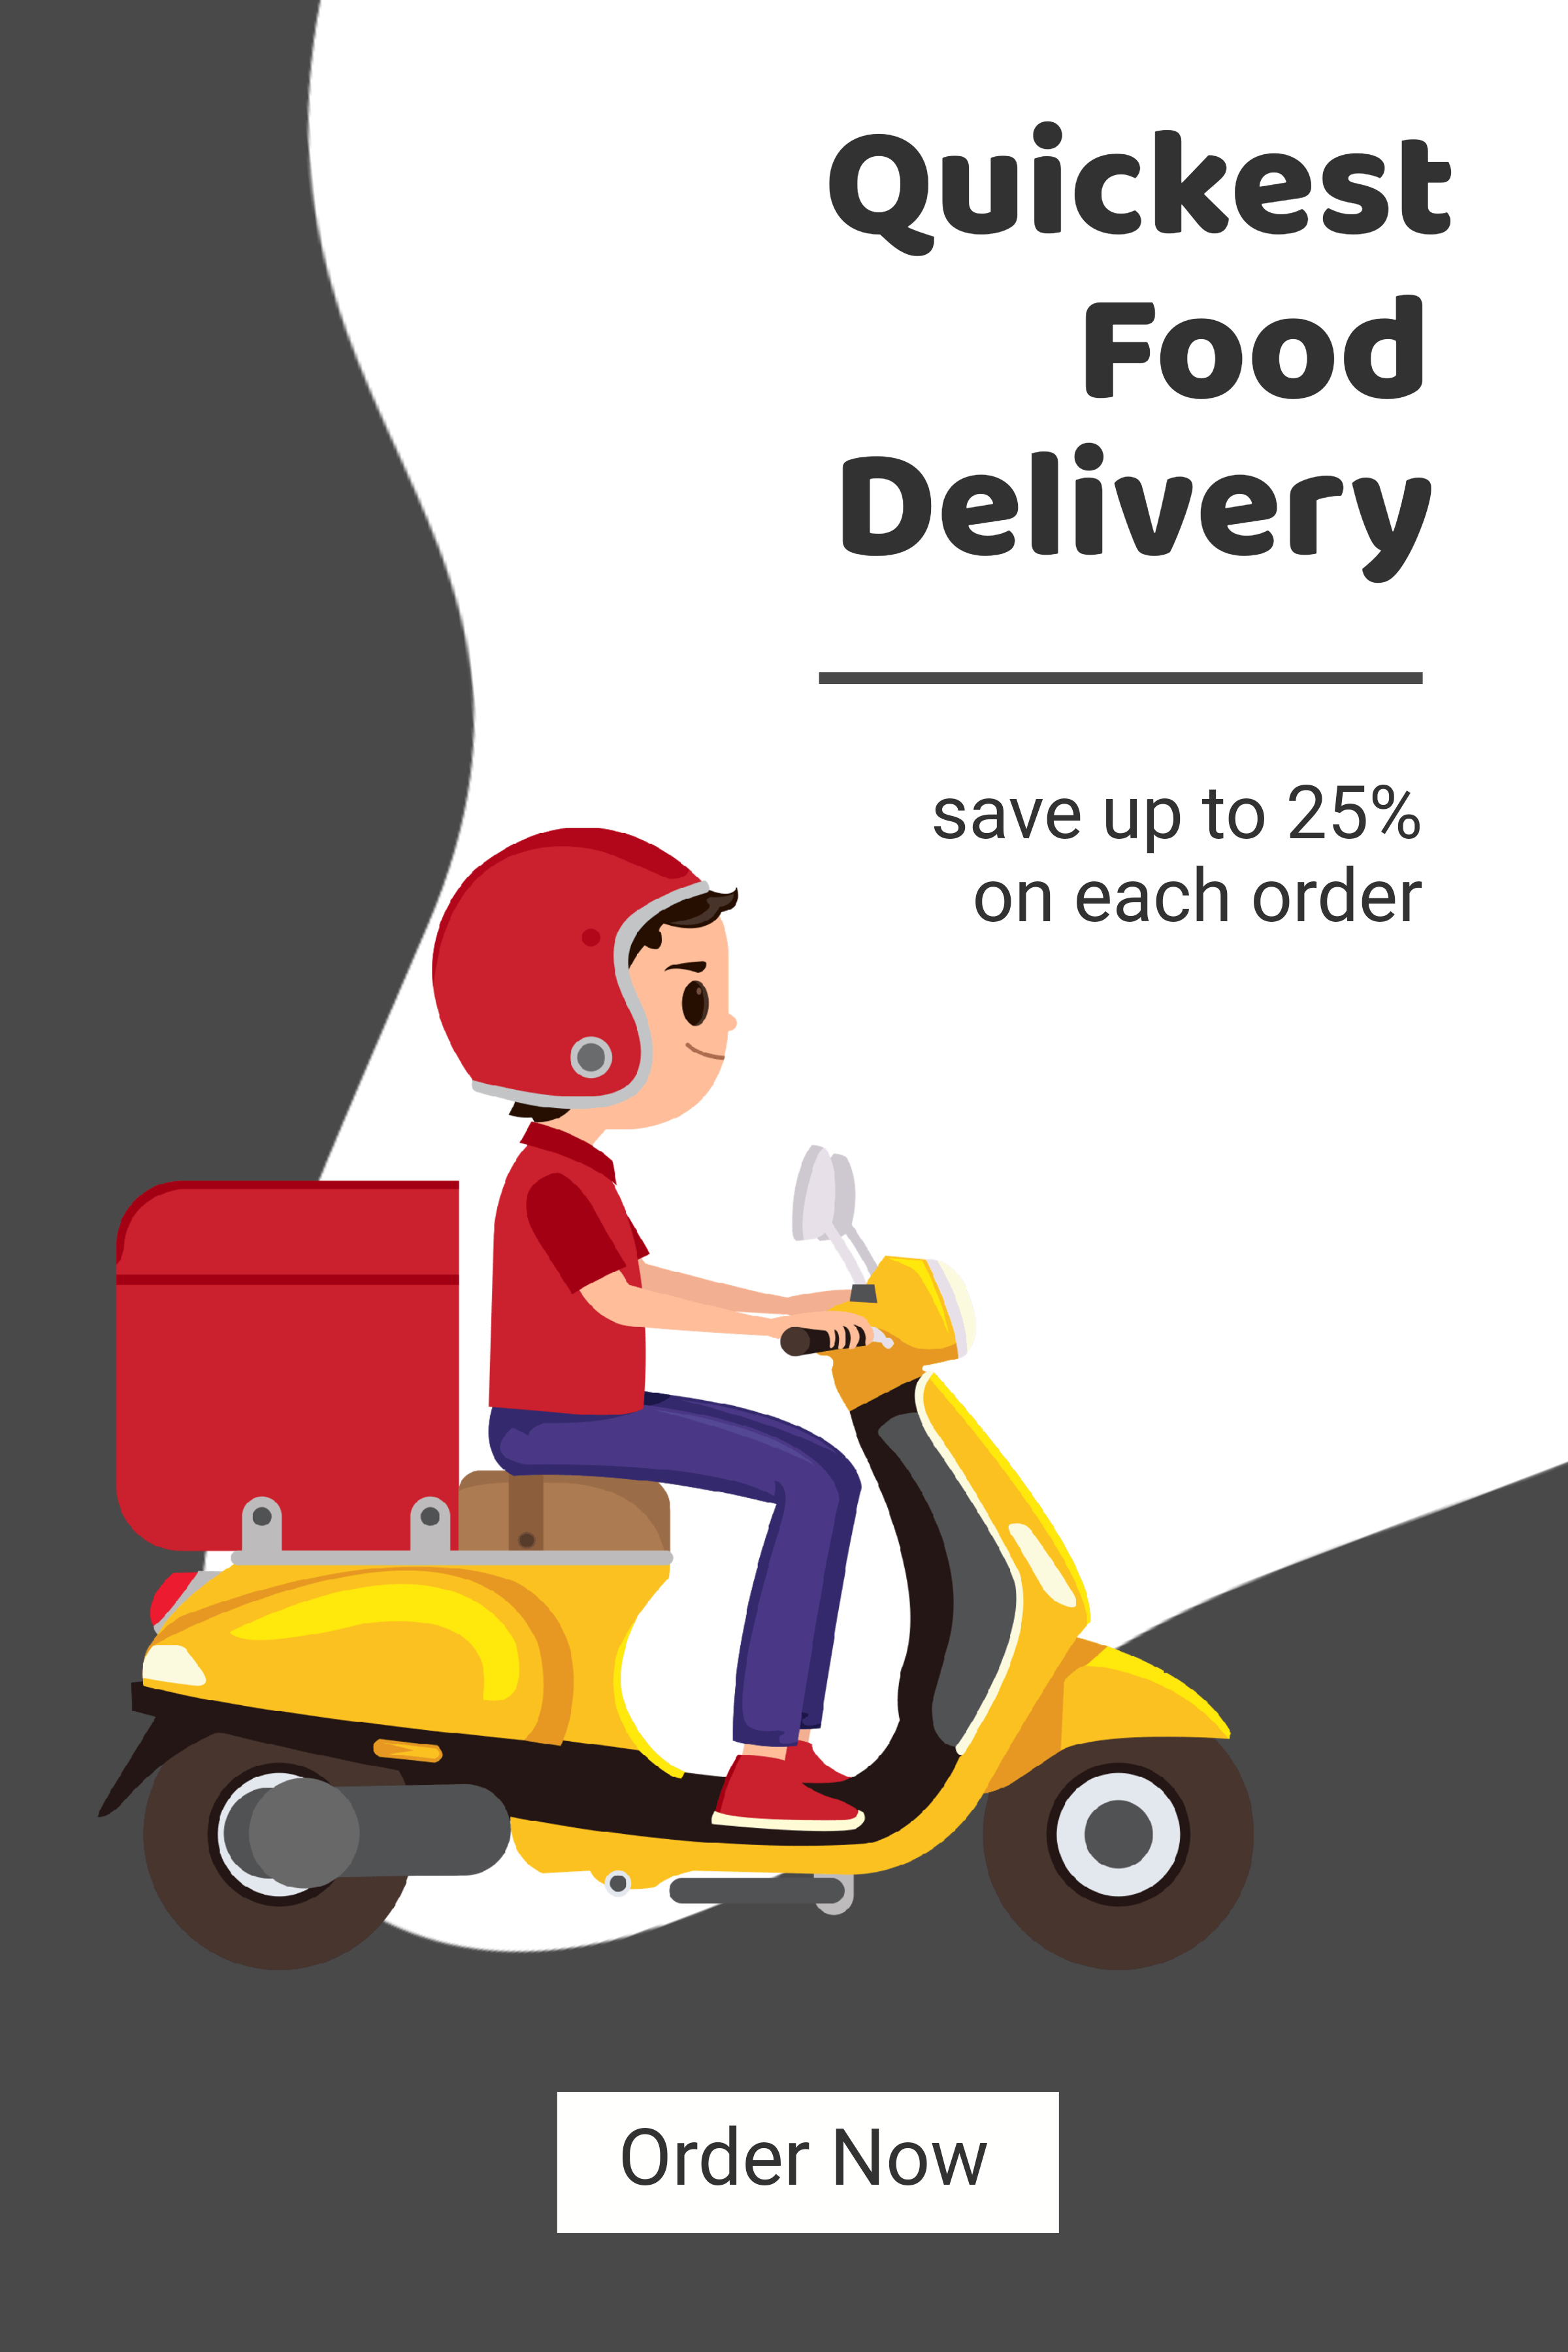 Quickest
Food
Delivery
save up to 25%
on each order
Order Now